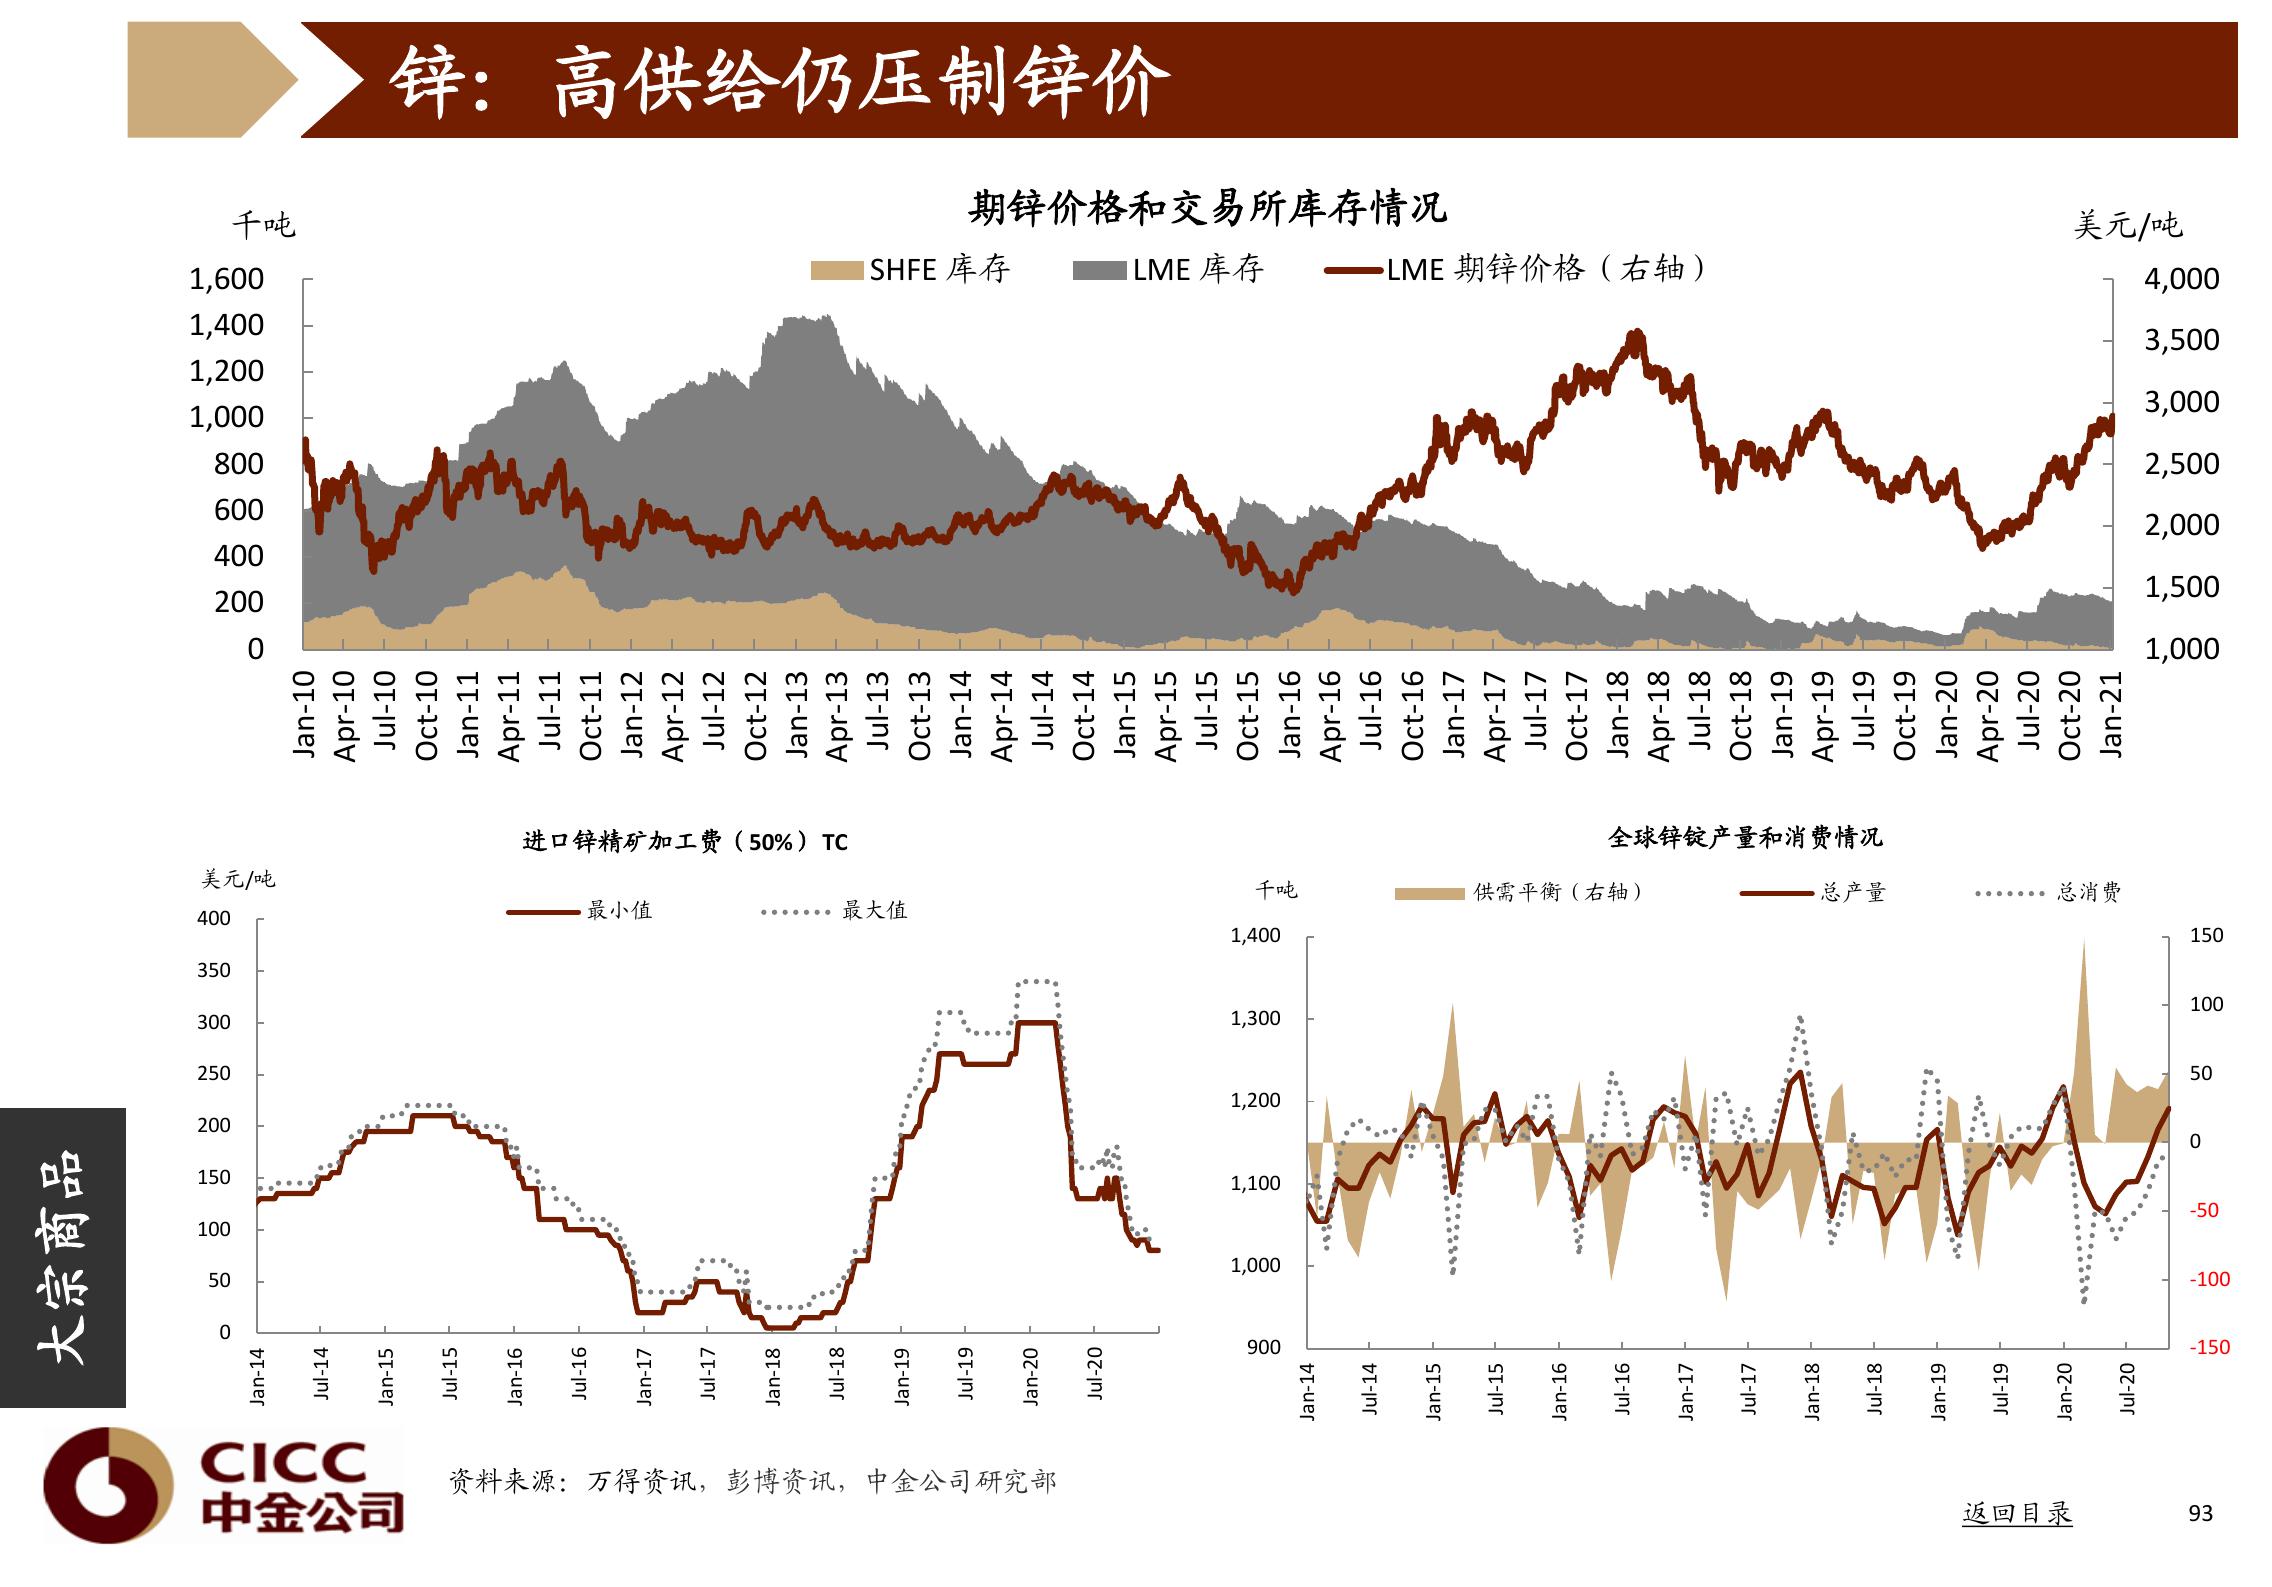 锌：高供给仍压制锌价
期锌价格和交易所库存情况
千吨
美元/吨
SHFE 库存 LME 库存 LME 期锌价格（右轴）
1,600
1,400
1,200
1,000
800
600
400
200
0
4,000
3,500
3,000
2,500
2,000
1,500
1,000
Jan-10 Apr-10 Jul-10 Oct-10 Jan-11 Apr-11 Jul-11 Oct-11 Jan-12 Apr-12 Jul-12 Oct-12 Jan-13 Apr-13 Jul-13 Oct-13 Jan-14 Apr-14 Jul-14 Oct-14 Jan-15 Apr-15 Jul-15 Oct-15 Jan-16 Apr-16 Jul-16 Oct-16 Jan-17 Apr-17 Jul-17 Oct-17 Jan-18 Apr-18 Jul-18 Oct-18 Jan-19 Apr-19 Jul-19 Oct-19 Jan-20 Apr-20 Jul-20 Oct-20 Jan-21
进口锌精矿加工费（50%）TC
美元/吨
最小值 最大值
400
350
300
250
200
150
100
50
0
Jan-14 Jul-14 Jan-15 Jul-15 Jan-16 Jul-16 Jan-17 Jul-17 Jan-18 Jul-18 Jan-19 Jul-19 Jan-20 Jul-20
全球锌锭产量和消费情况
千吨
供需平衡（右轴） 总产量 总消费
1,400
1,300
1,200
1,100
1,000
900
150
100
50
0
-50
-100
-150
Jan-14 Jul-14 Jan-15 Jul-15 Jan-16 Jul-16 Jan-17 Jul-17 Jan-18 Jul-18 Jan-19 Jul-19 Jan-20 Jul-20
大宗商品
CICC
中金公司
资料来源：万得资讯，彭博资讯，中金公司研究部
返回目录
93